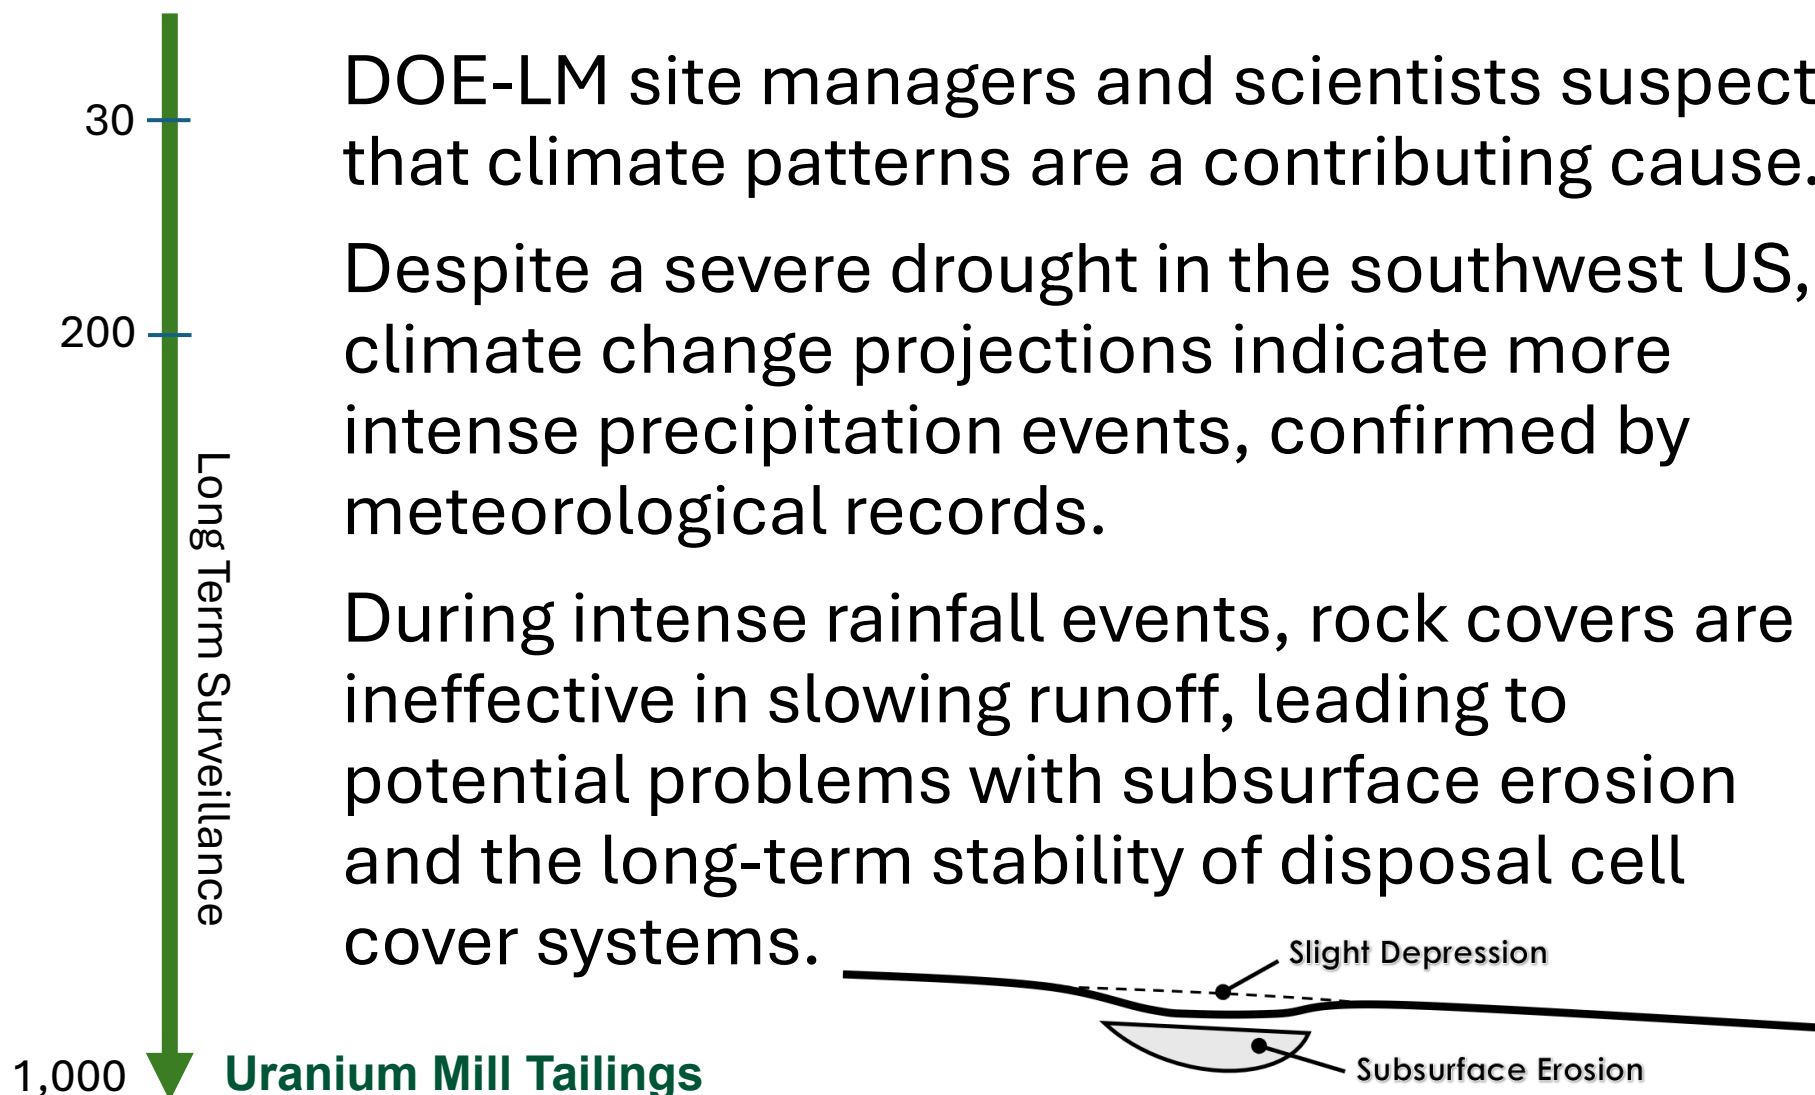 DOE-LM site managers and scientists suspect
that climate patterns are a contributing cause.
Despite a severe drought in the southwest US,
climate change projections indicate more
intense precipitation events, confirmed by
meteorological records.
During intense rainfall events, rock covers are
ineffective in slowing runoff, leading to
potential problems with subsurface erosion
and the long-term stability of disposal cell
cover systems.
30
200
Long Term Surveillance
1,000
Uranium Mill Tailings
Slight Depression
Subsurface Erosion